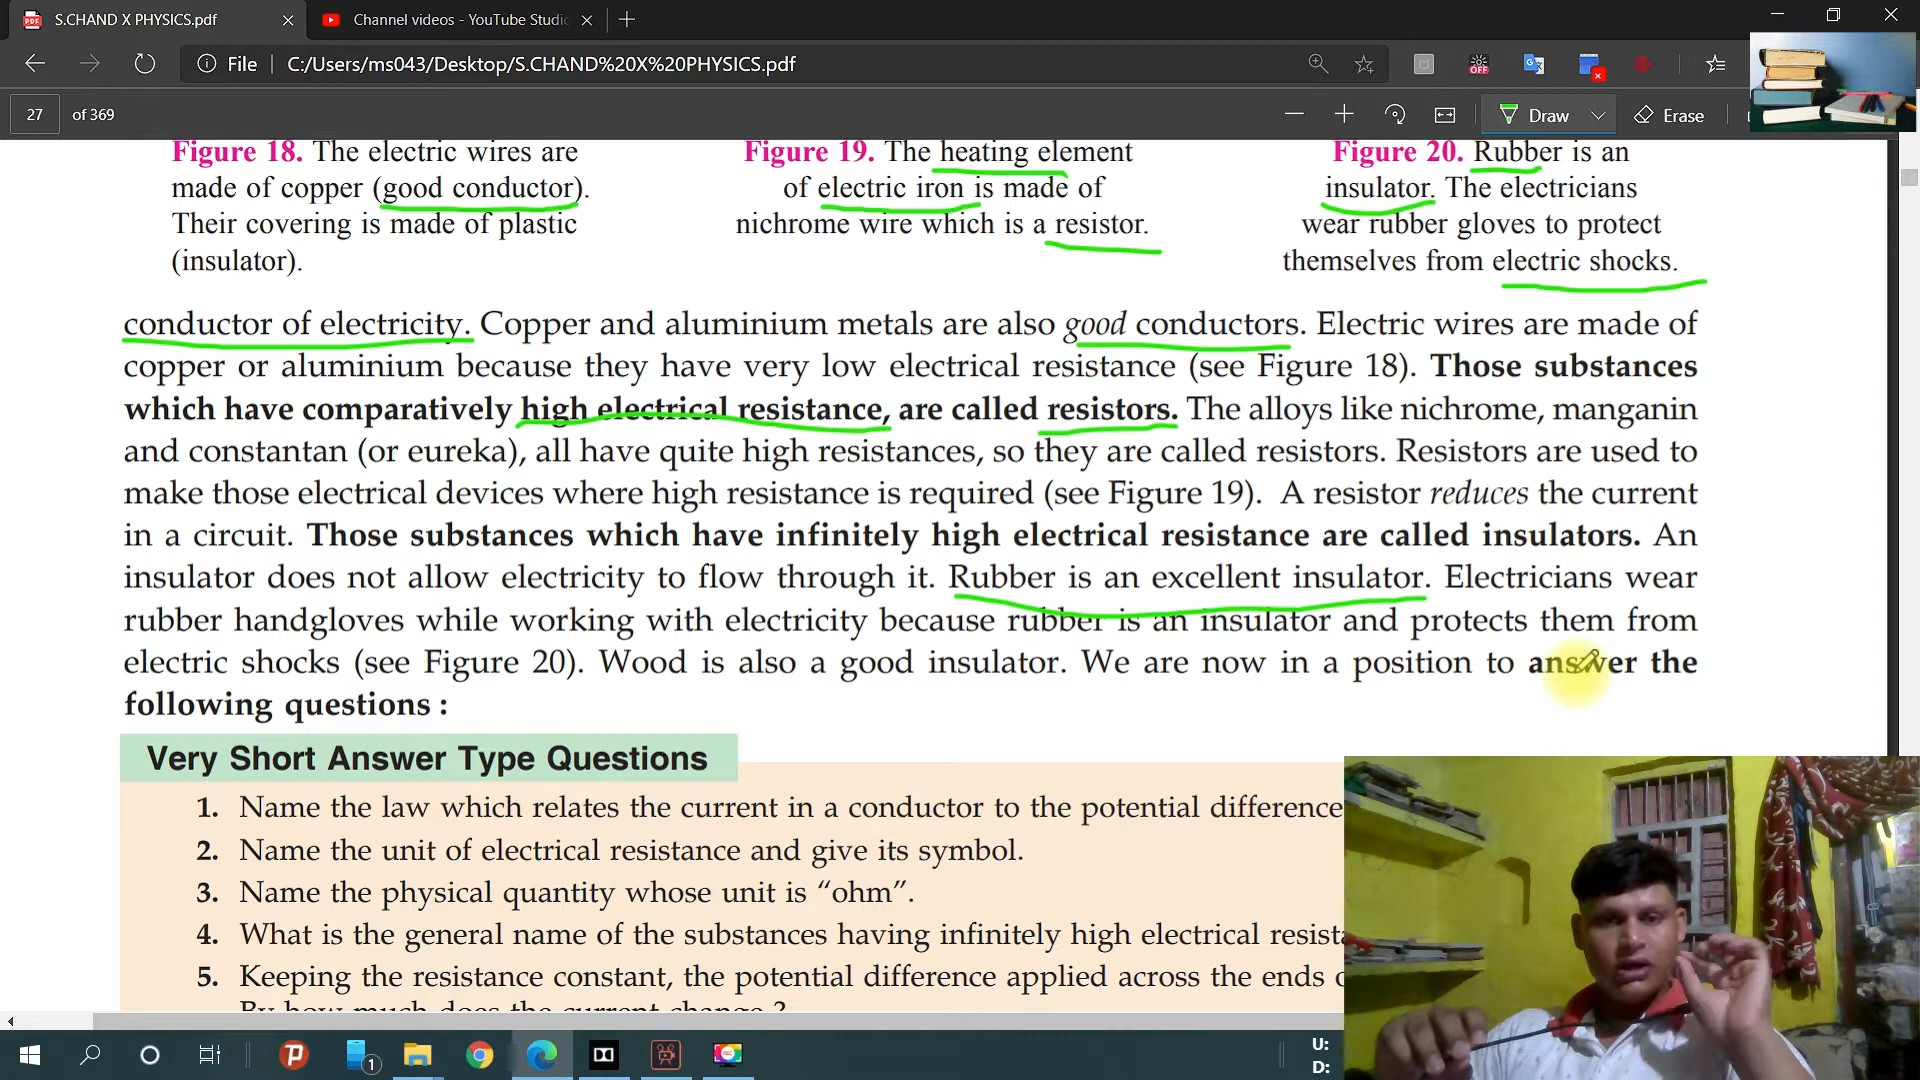 S.CHAND X PHYSICS.pdf
Channel videos - YouTube Studio
File
C:/Users/ms043/Desktop/S.CHAND%20X%20PHYSICS.pdf
OFF
27 of 369
Draw
Erase
Figure 18. The electric wires are
made of copper (good conductor).
Their covering is made of plastic
(insulator).
Figure 19. The heating element
of electric iron is made of
nichrome wire which is a resistor.
Figure 20. Rubber is an
insulator. The electricians
wear rubber gloves to protect
themselves from electric shocks.
conductor of electricity. Copper and aluminium metals are also good conductors. Electric wires are made of
copper or aluminium because they have very low electrical resistance (see Figure 18). Those substances
which have comparatively high electrical resistance, are called resistors. The alloys like nichrome, manganin
and constantan (or eureka), all have quite high resistances, so they are called resistors. Resistors are used to
make those electrical devices where high resistance is required (see Figure 19). A resistor reduces the current
in a circuit. Those substances which have infinitely high electrical resistance are called insulators. An
insulator does not allow electricity to flow through it. Rubber is an excellent insulator. Electricians wear
rubber handgloves while working with electricity because rubber is an insulator and protects them from
electric shocks (see Figure 20). Wood is also a good insulator. We are now in a position to answer the
following questions :
Very Short Answer Type Questions
1. Name the law which relates the current in a conductor to the potential difference
2. Name the unit of electrical resistance and give its symbol.
3. Name the physical quantity whose unit is “ohm”.
4. What is the general name of the substances having infinitely high electrical
5. Keeping the resistance constant, the potential difference applied across the ends
By how much does the current change ?
1
U:
D: